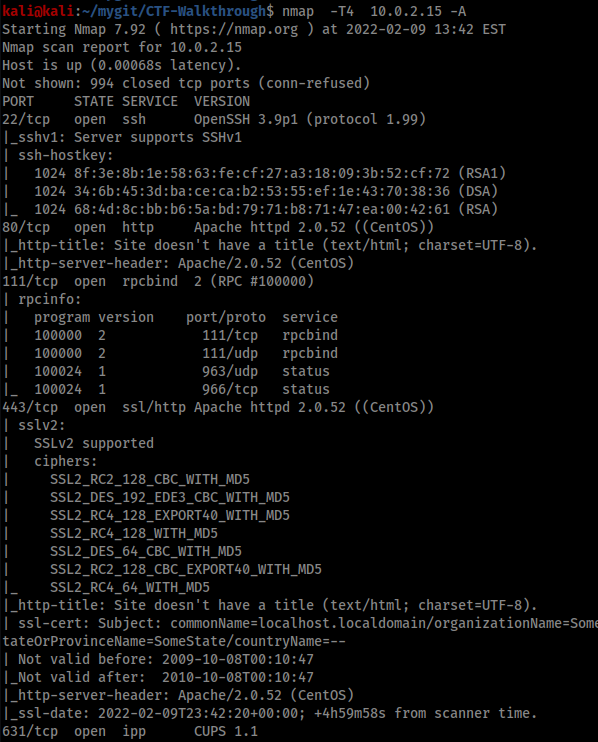 kali@kali:~/mygit/CTF-Walkthrough$ nmap  -T4  10.0.2.15 -A
Starting Nmap 7.92 ( https://nmap.org ) at 2022-02-09 13:42 EST
Nmap scan report for 10.0.2.15
Host is up (0.00068s latency).
Not shown: 994 closed tcp ports (conn-refused)
PORT     STATE SERVICE  VERSION
22/tcp   open  ssh      OpenSSH 3.9p1 (protocol 1.99)
|_sshv1: Server supports SSHv1
| ssh-hostkey:
|   1024 8f:3e:8b:1e:58:63:fe:cf:27:a3:18:09:3b:52:cf:72 (RSA1)
|   1024 34:6b:45:3d:ba:ce:ca:b2:53:55:ef:1e:43:70:38:36 (DSA)
|_  1024 68:4d:8c:bb:b6:5a:bd:79:71:b8:71:47:ea:00:42:61 (RSA)
80/tcp   open  http     Apache httpd 2.0.52 ((CentOS))
|_http-title: Site doesn't have a title (text/html; charset=UTF-8).
|_http-server-header: Apache/2.0.52 (CentOS)
111/tcp  open  rpcbind  2 (RPC #100000)
| rpcinfo:
|   program version    port/proto  service
|   100000  2            111/tcp   rpcbind
|   100000  2            111/udp   rpcbind
|   100024  1            963/udp   status
|_  100024  1            966/tcp   status
443/tcp  open  ssl/http Apache httpd 2.0.52 ((CentOS))
| sslv2:
|   SSLv2 supported
|   ciphers:
|     SSL2_RC2_128_CBC_WITH_MD5
|     SSL2_DES_192_EDE3_CBC_WITH_MD5
|     SSL2_RC4_128_EXPORT40_WITH_MD5
|     SSL2_RC4_128_WITH_MD5
|     SSL2_DES_64_CBC_WITH_MD5
|     SSL2_RC2_128_CBC_EXPORT40_WITH_MD5
|_    SSL2_RC4_64_WITH_MD5
|_http-title: Site doesn't have a title (text/html; charset=UTF-8).
| ssl-cert: Subject: commonName=localhost.localdomain/organizationName=Some
tateOrProvinceName=SomeState/countryName=--
| Not valid before: 2009-10-08T00:10:47
|_Not valid after:  2010-10-08T00:10:47
|_http-server-header: Apache/2.0.52 (CentOS)
|_ssl-date: 2022-02-09T23:42:20+00:00; +4h59m58s from scanner time.
631/tcp  open  ipp      CUPS 1.1